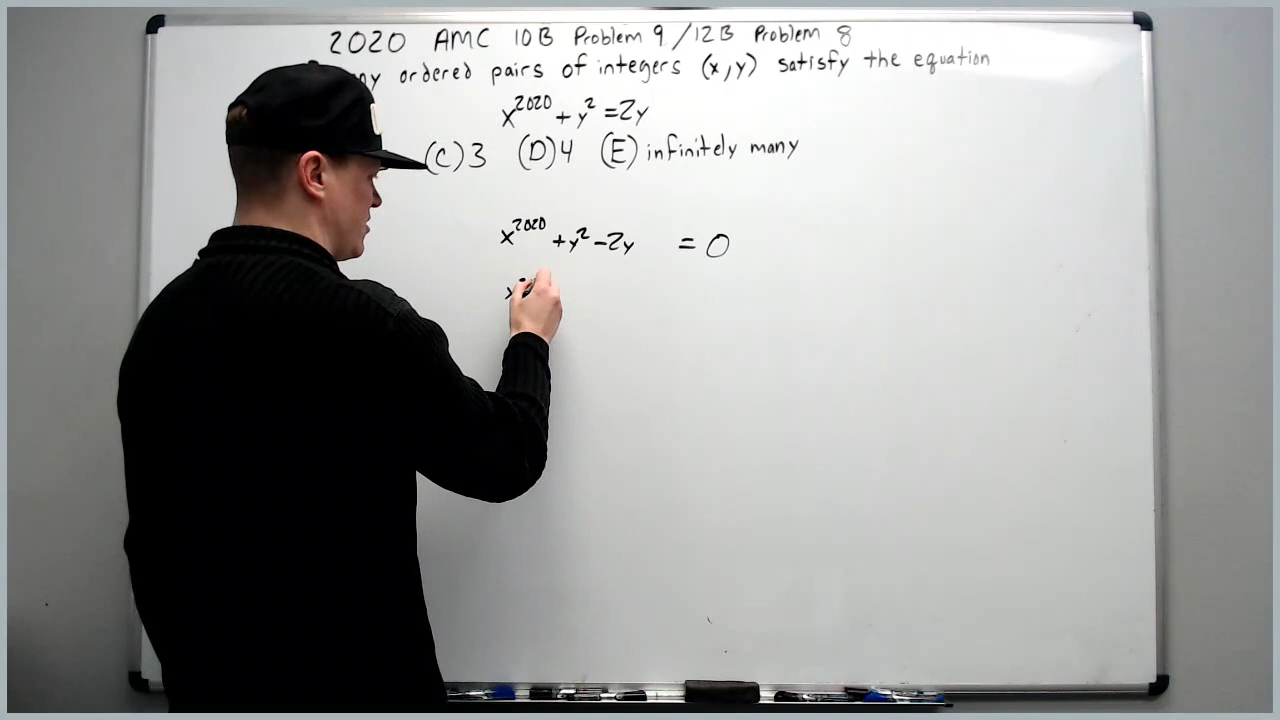 2020 AMC 10B Problem 9/12B Problem 8
ny ordered pairs of integers (x,y) satisfy the equation
x^2020 + y^2 = 2y
(C) 3 (D) 4 (E) infinitely many
x^2020 + y^2 - 2y = 0
x